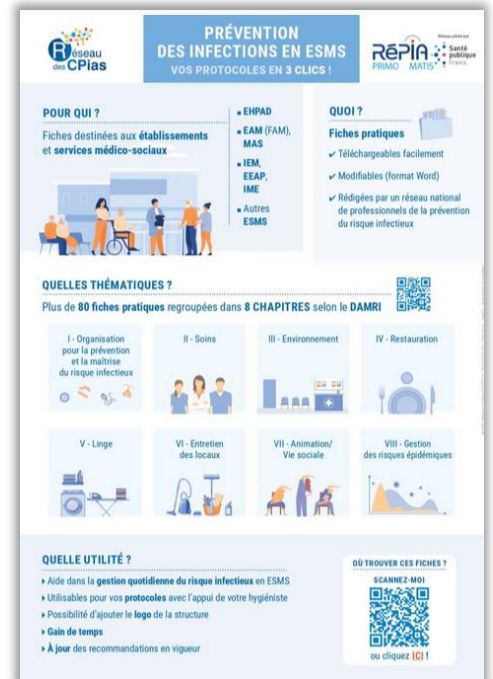 Réseau
des CPias
PRÉVENTION
DES INFECTIONS EN ESMS
VOS PROTOCOLES EN 3 CLICS !
Réseau piloté par
RéPIA
PRIMO MATIS
Santé
publique
France
POUR QUI ?
Fiches destinées aux établissements
et services médico-sociaux
EHPAD
EAM (FAM),
MAS
IEM,
EEAP,
IME
Autres
ESMS
QUOI ?
Fiches pratiques
✔ Téléchargeables facilement
✔ Modifiables (format Word)
✔ Rédigées par un réseau national
de professionnels de la prévention
du risque infectieux
QUELLES THÉMATIQUES ?
Plus de 80 fiches pratiques regroupées dans 8 CHAPITRES selon le DAMRI
I - Organisation
pour la prévention
et la maîtrise
du risque infectieux
II - Soins
III - Environnement
IV - Restauration
V - Linge
VI - Entretien
des locaux
VII - Animation/
Vie sociale
VIII - Gestion
des risques épidémiques
QUELLE UTILITÉ ?
Aide dans la gestion quotidienne du risque infectieux en ESMS
Utilisables pour vos protocoles avec l'appui de votre hygiéniste
Possibilité d'ajouter le logo de la structure
Gain de temps
À jour des recommandations en vigueur
OÙ TROUVER CES FICHES ?
SCANNEZ-MOI
ou cliquez ICI !